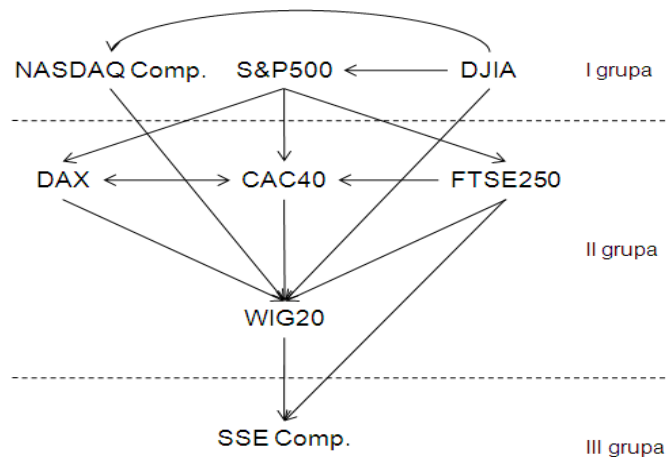 NASDAQ Comp. S&P500 DJIA I grupa
DAX CAC40 FTSE250
II grupa
WIG20
SSE Comp. III grupa